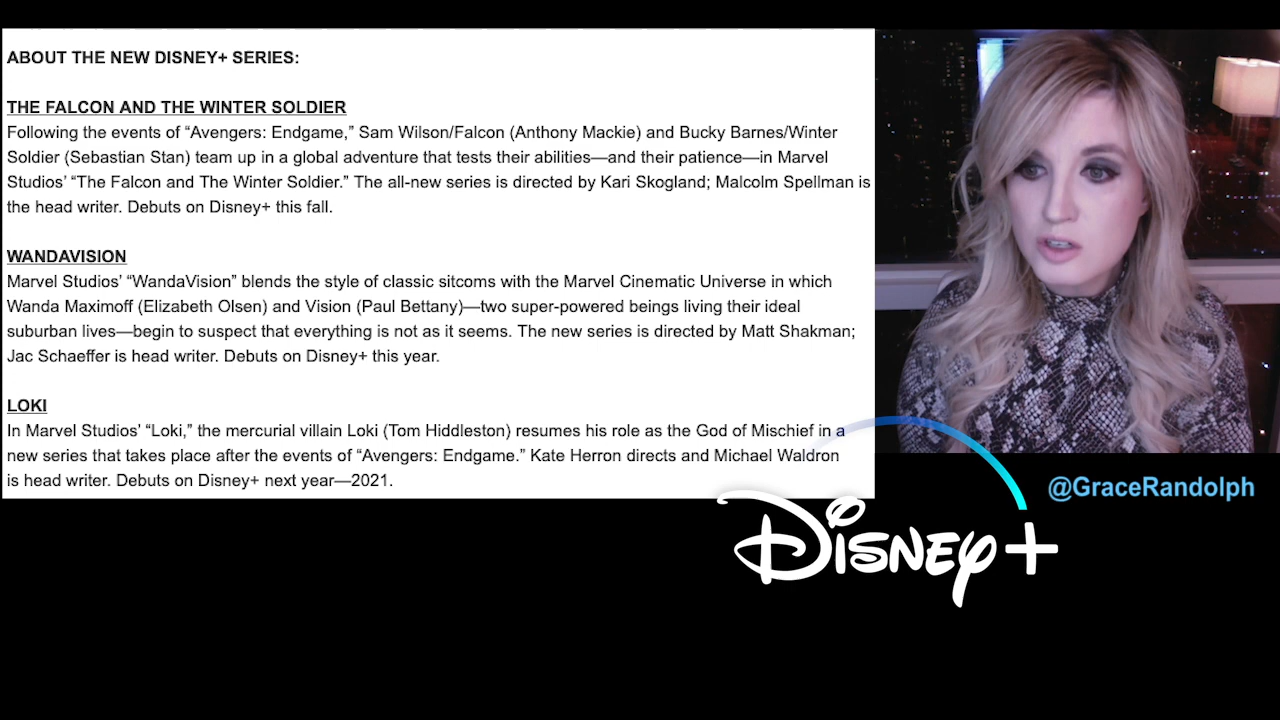 ABOUT THE NEW DISNEY+ SERIES:
THE FALCON AND THE WINTER SOLDIER
Following the events of “Avengers: Endgame,” Sam Wilson/Falcon (Anthony Mackie) and Bucky Barnes/Winter
Soldier (Sebastian Stan) team up in a global adventure that tests their abilities—and their patience—in Marvel
Studios’ “The Falcon and The Winter Soldier.” The all-new series is directed by Kari Skogland; Malcolm Spellman is
the head writer. Debuts on Disney+ this fall.
WANDAVISION
Marvel Studios’ “WandaVision” blends the style of classic sitcoms with the Marvel Cinematic Universe in which
Wanda Maximoff (Elizabeth Olsen) and Vision (Paul Bettany)—two super-powered beings living their ideal
suburban lives—begin to suspect that everything is not as it seems. The new series is directed by Matt Shakman;
Jac Schaeffer is head writer. Debuts on Disney+ this year.
LOKI
In Marvel Studios’ “Loki,” the mercurial villain Loki (Tom Hiddleston) resumes his role as the God of Mischief in a
new series that takes place after the events of “Avengers: Endgame.” Kate Herron directs and Michael Waldron
is head writer. Debuts on Disney+ next year—2021.
@GraceRandolph
Disney+